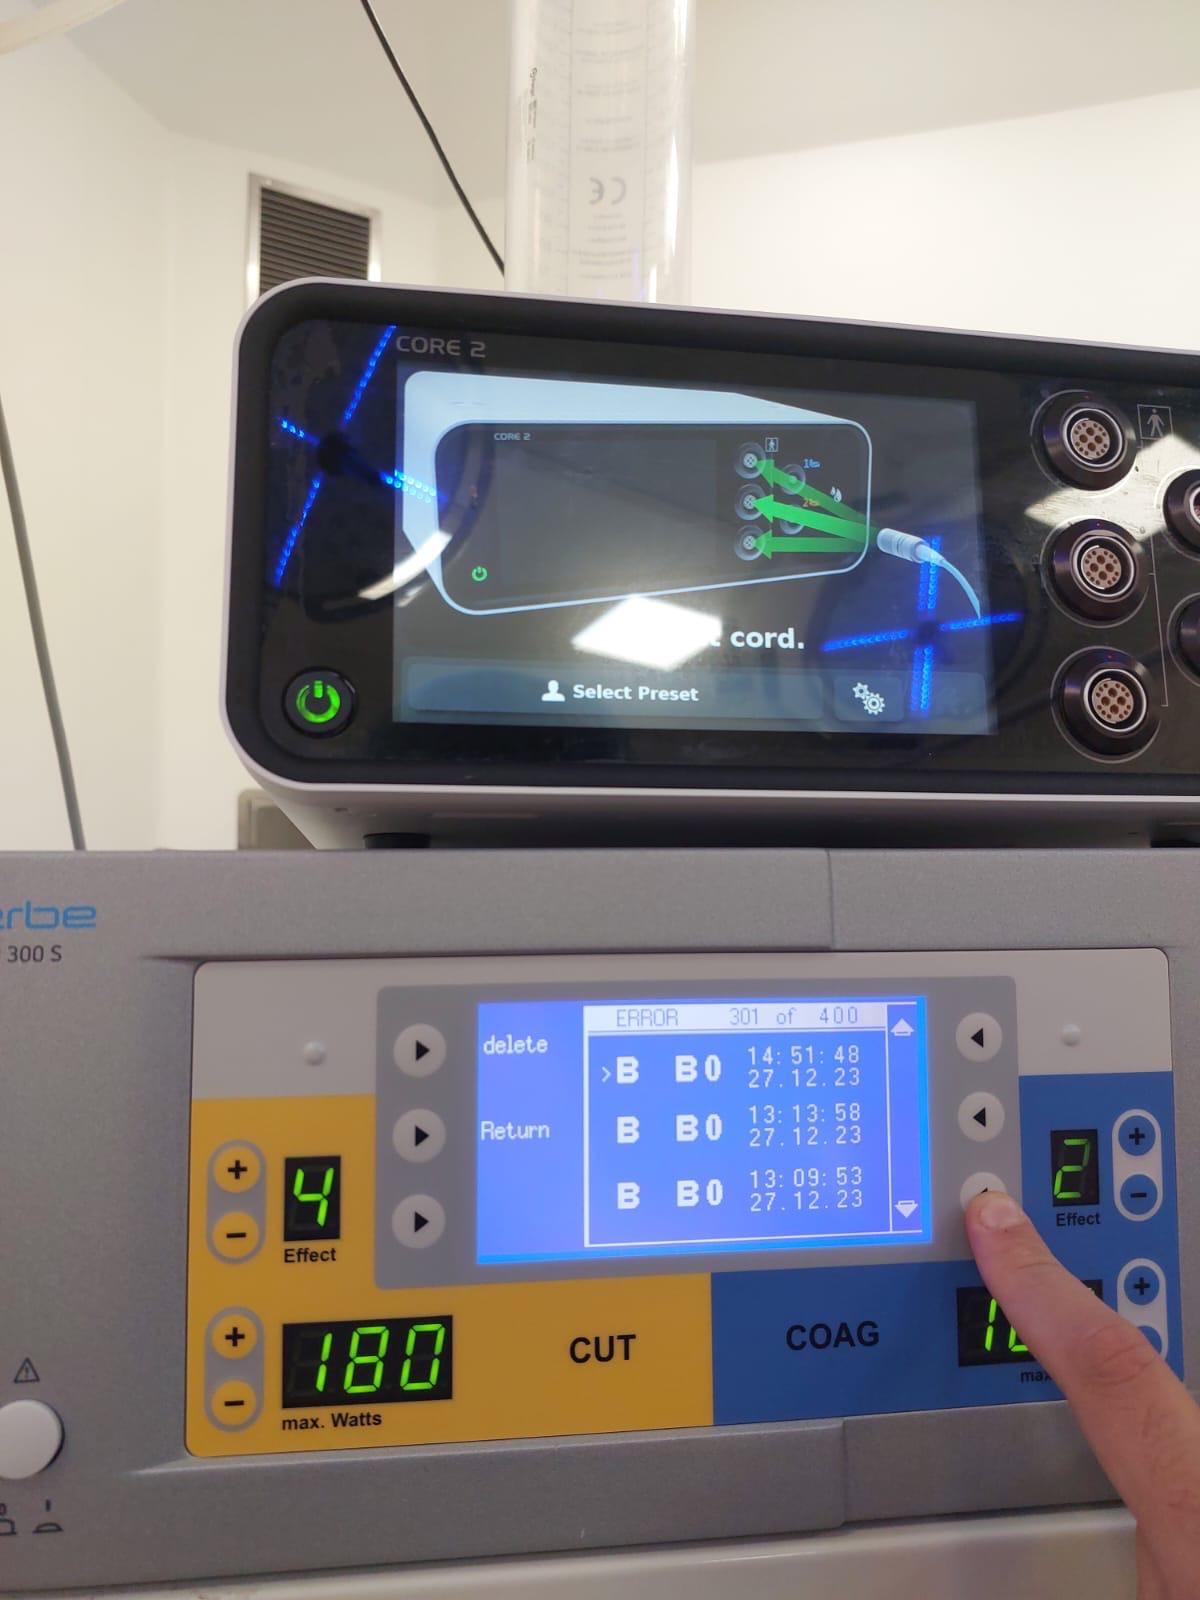 CE
CORE 2
CORE 2
cord.
Select Preset
erbe
300 S
delete
Return
ERROR 301 of 400
>B B0 14:51:48
27.12.23
B B0 13:13:58
27.12.23
B B0 13:09:53
27.12.23
+
4
−
Effect
+
2
−
Effect
+
180
−
max. Watts
CUT
COAG
+